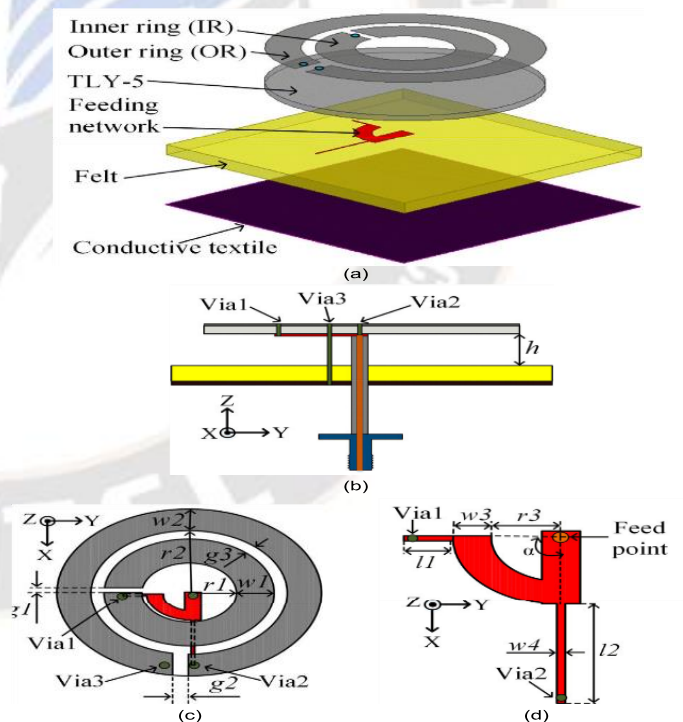 Inner ring (IR)
Outer ring (OR)
TLY-5
Feeding
network
Felt
Conductive textile
(a)
Via1
Via3
Via2
h
Z
X
Y
(b)
Z
Y
X
w2
r2
g3
r1
w1
g1
Via1
Via3
Via2
g2
(c)
Via1
w3
r3
Feed
point
α
l1
Z
Y
X
w4
l2
Via2
(d)